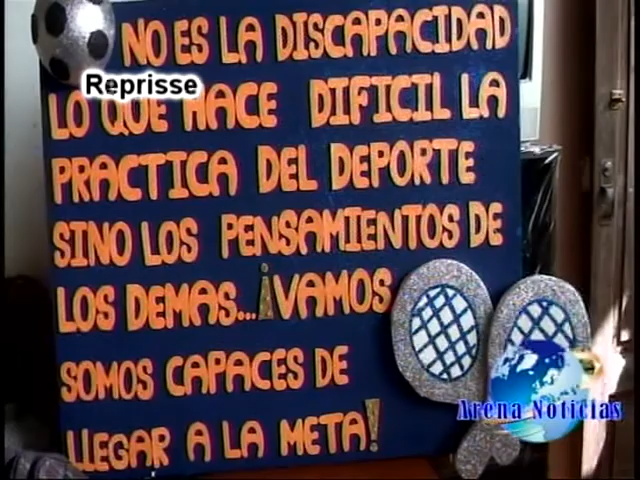 NO ES LA DISCAPACIDAD
Reprisse
LO QUE HACE DIFICIL LA
PRACTICA DEL DEPORTE
SINO LOS PENSAMIENTOS DE
LOS DEMAS...¡VAMOS
SOMOS CAPACES DE
LLEGAR A LA META!
Arena Noticias